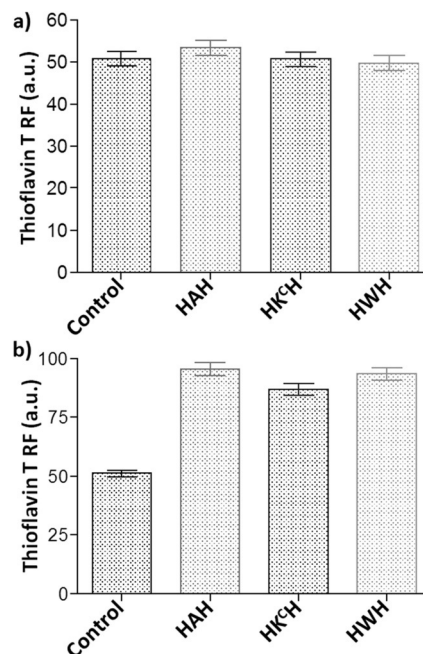 a)
Thioflavin T RF (a.u.)
60
50
40
30
20
10
0
Control
HAH
HKᶜH
HWH
b)
Thioflavin T RF (a.u.)
100
75
50
25
0
Control
HAH
HKᶜH
HWH